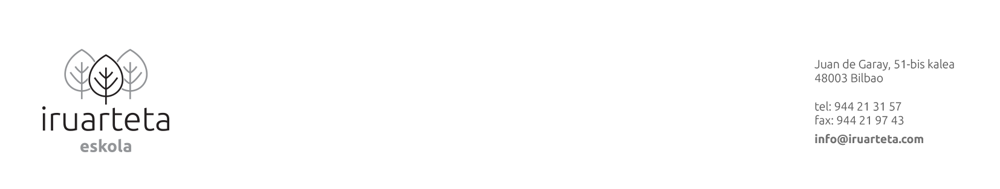 iruarteta
eskola
Juan de Garay, 51-bis kalea
48003 Bilbao
tel: 944 21 31 57
fax: 944 21 97 43
info@iruarteta.com